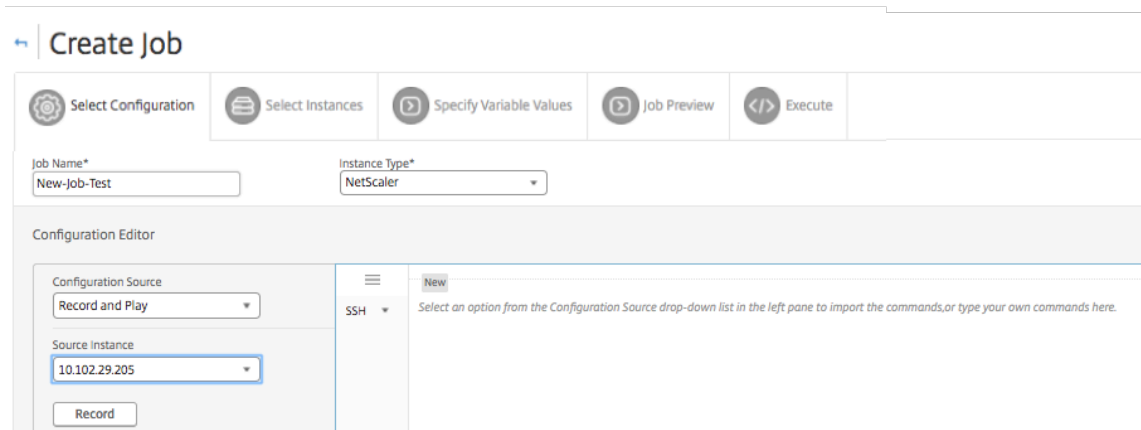 Create Job
Select Configuration
Select Instances
Specify Variable Values
Job Preview
Execute
Job Name*
Instance Type*
New-Job-Test
NetScaler
Configuration Editor
Configuration Source
Record and Play
Source Instance
10.102.29.205
Record
New
SSH
Select an option from the Configuration Source drop-down list in the left pane to import the commands,or type your own commands here.